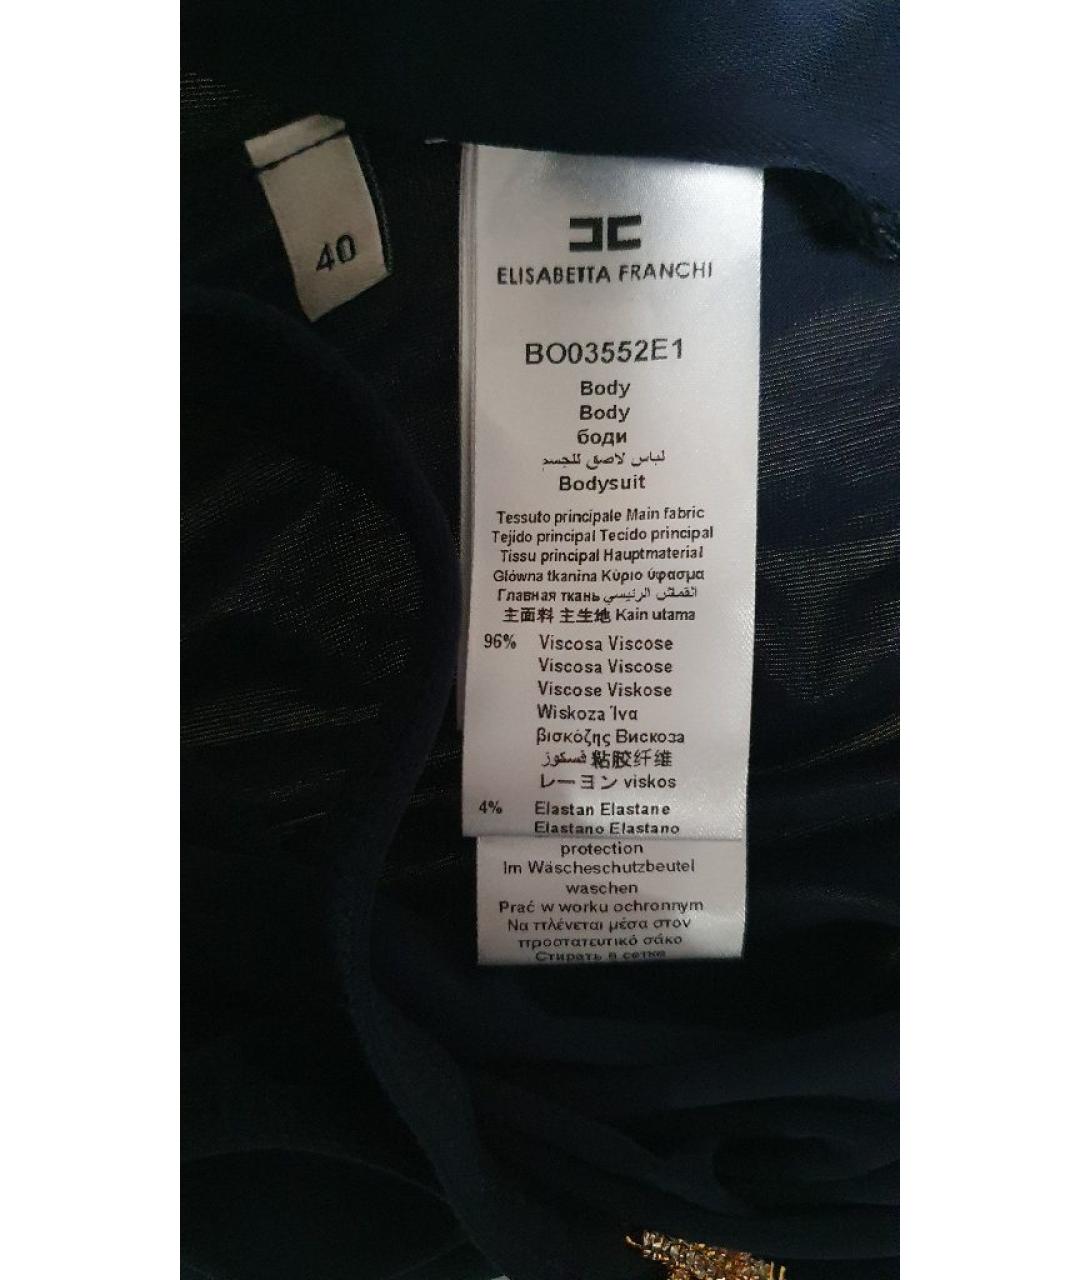 40
ELISABETTA FRANCHI
BO03552E1
Body
Body
боди
لباس لاصق للجسم
Bodysuit
Tessuto principale Main fabric
Tejido principal Tecido principal
Tissu principal Hauptmaterial
Główna tkanina Κύριο ύφασμα
Главная ткань القماش الرئيسي
主面料 主生地 Kain utama
96% Viscosa Viscose
Viscosa Viscose
Viscose Viskose
Wiskoza Ίνα
βισκόζης Вискоза
فسكوز 粘胶纤维
レーヨン viskos
4% Elastan Elastane
Elastano Elastano
protection
Im Wäscheschutzbeutel
waschen
Prać w worku ochronnym
Να πλένεται μέσα στον
προστατευτικό σάκο
Стирать в сетке